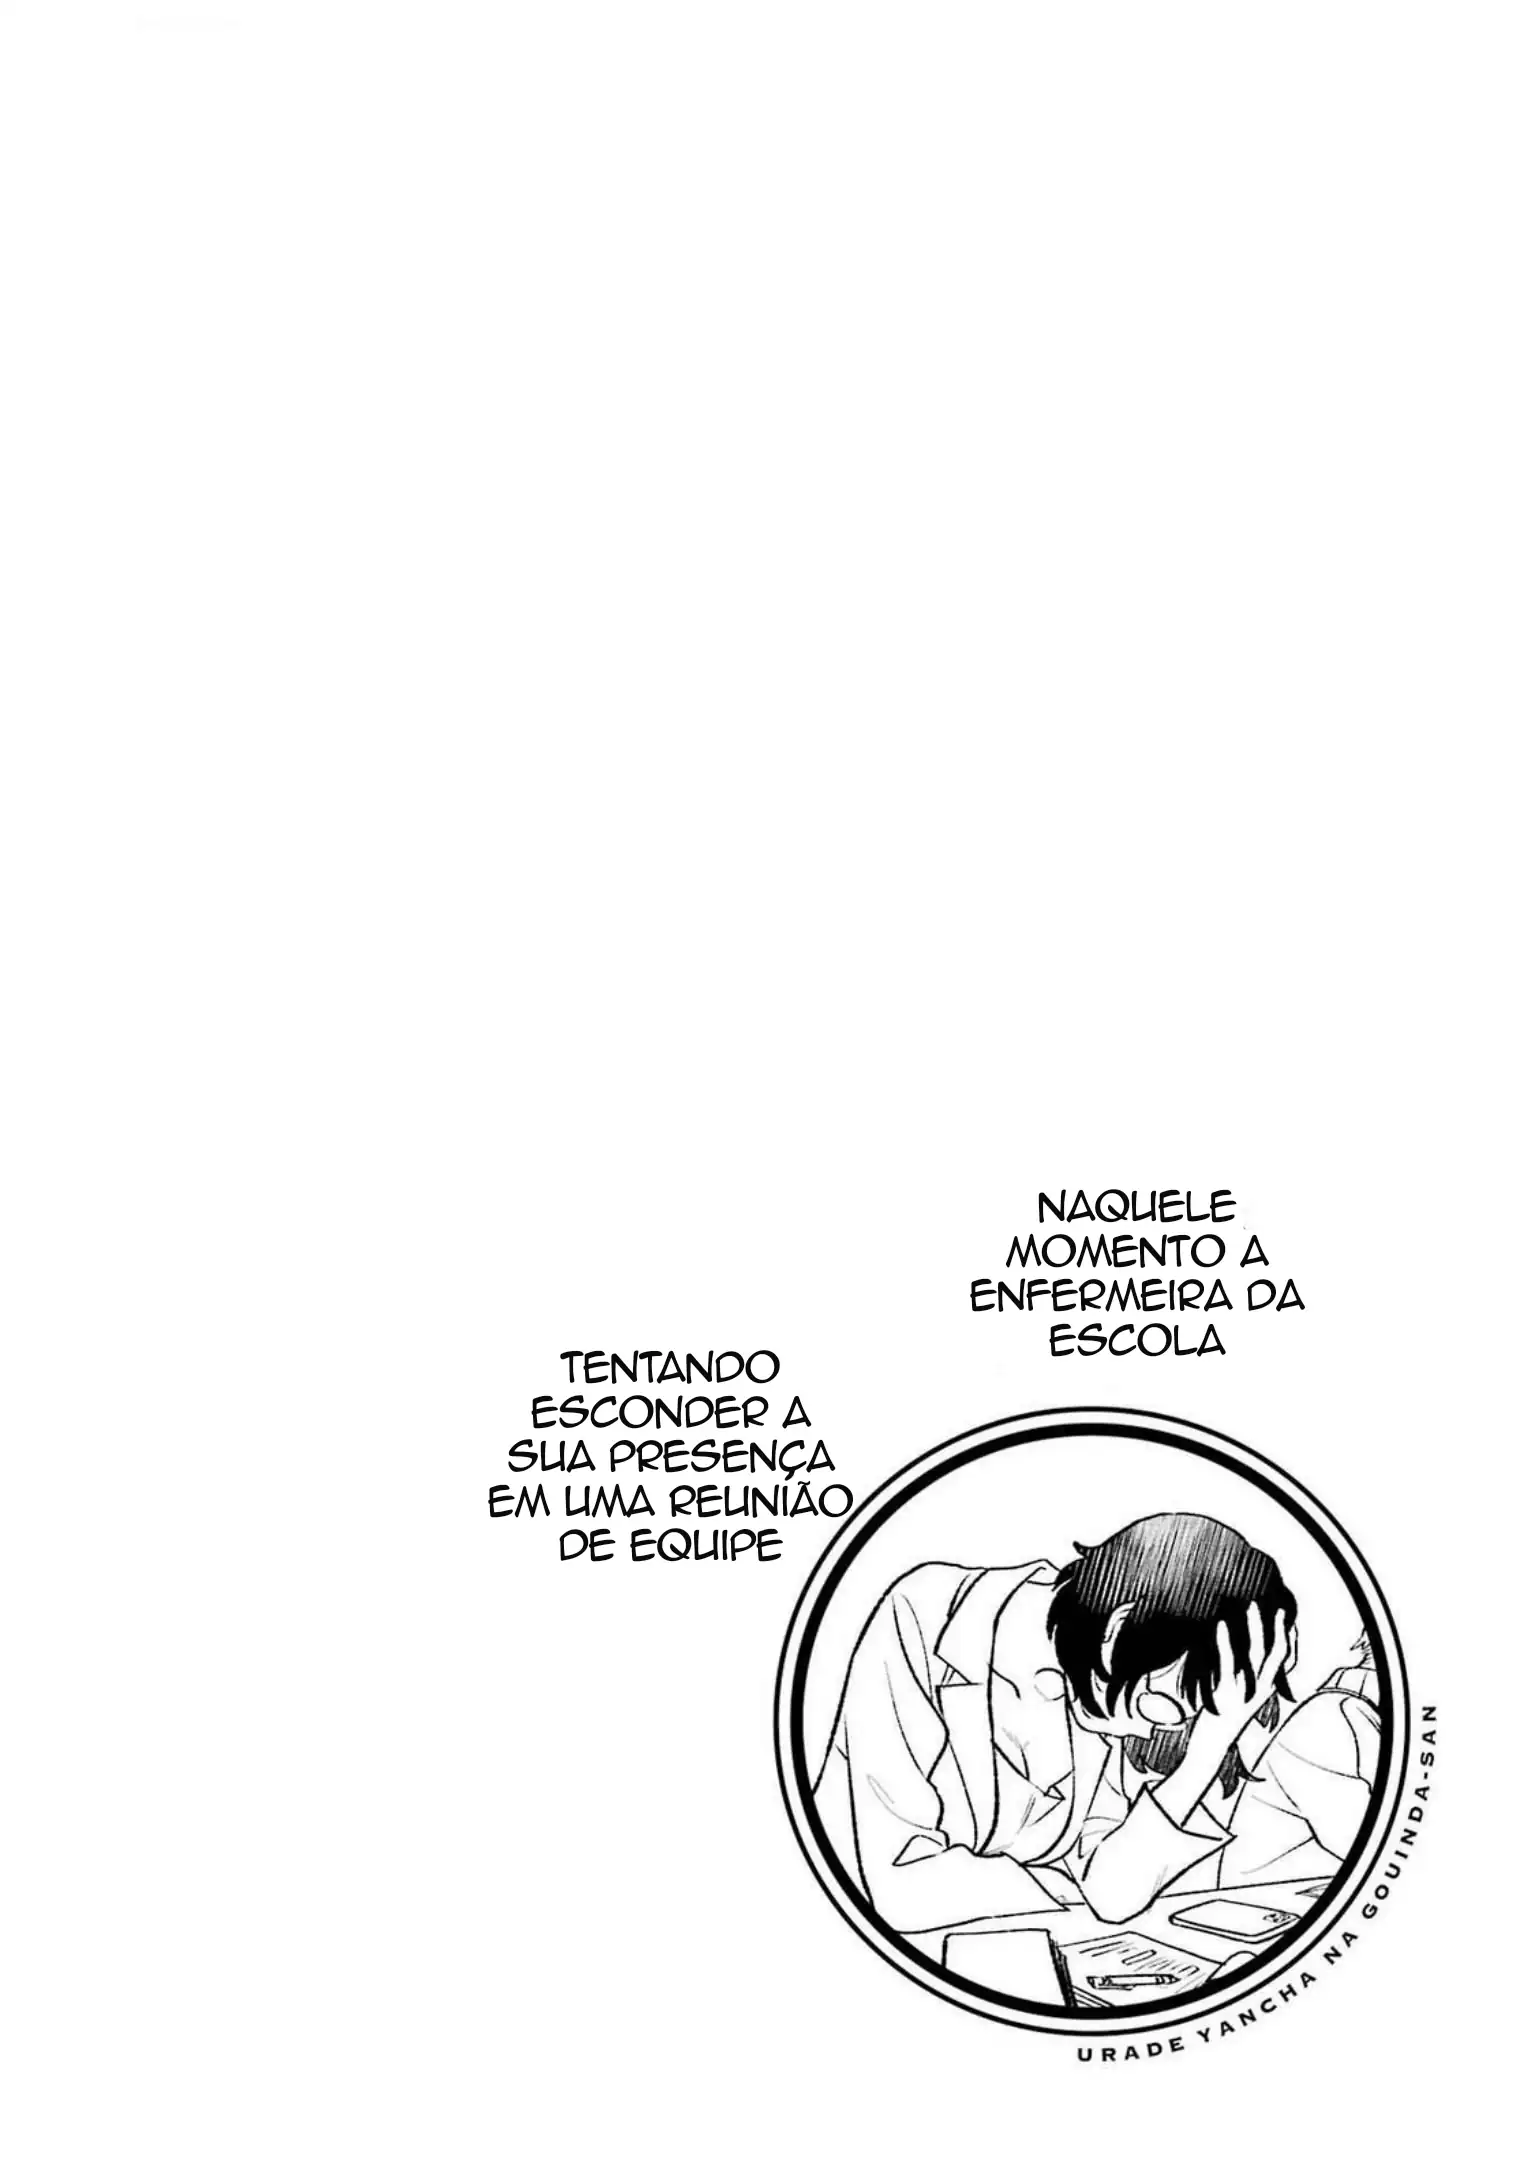 NAQUELE
MOMENTO A
ENFERMEIRA DA
ESCOLA
TENTANDO
ESCONDER A
SUA PRESENÇA
EM UMA REUNIÃO
DE EQUIPE
URADE YANCHA NA GOUINDA-SAN